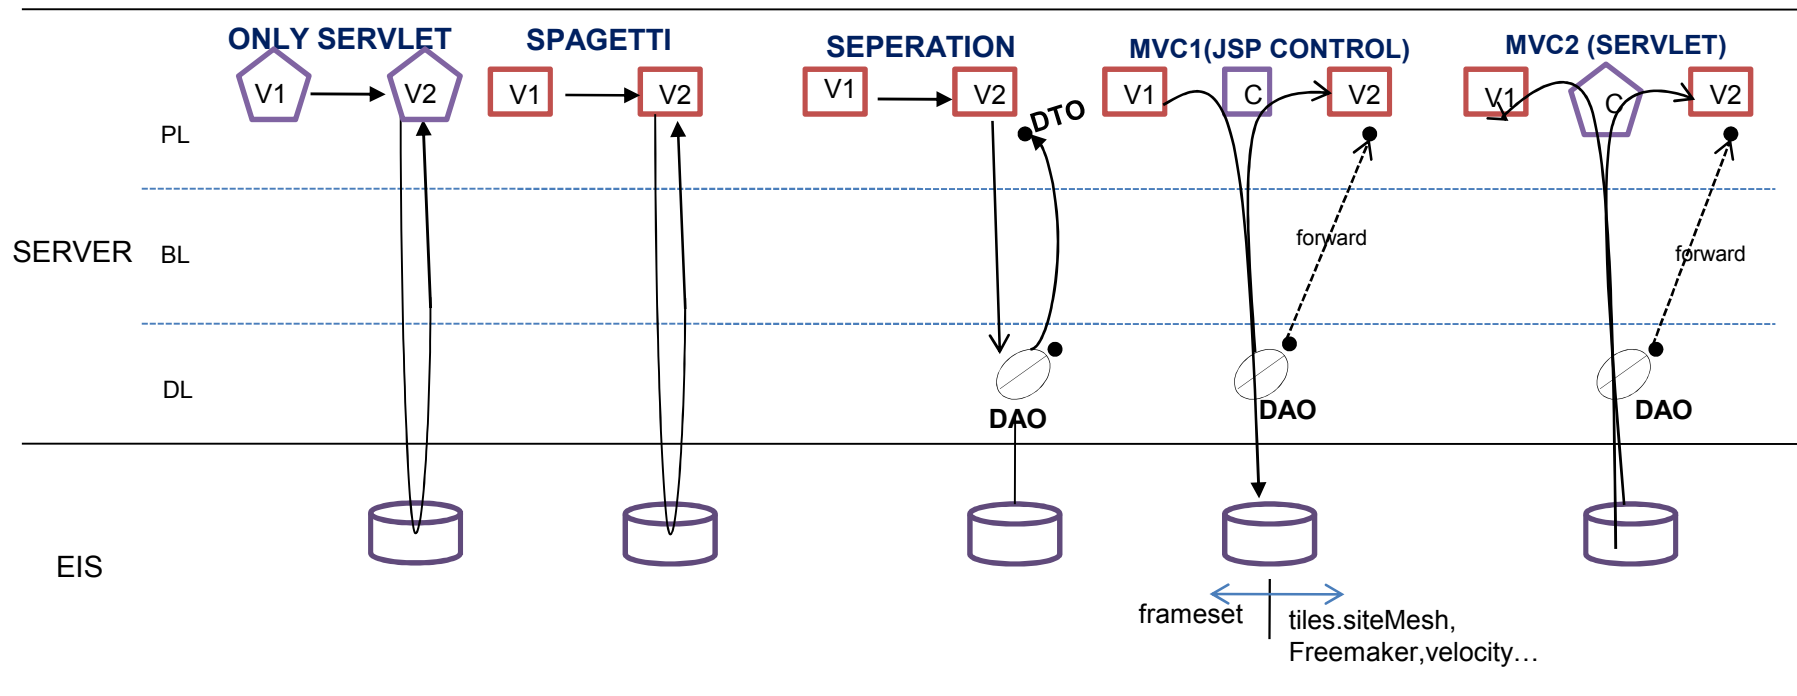 ONLY SERVLET
SPAGETTI
SEPERATION
MVC1(JSP CONTROL)
MVC2 (SERVLET)
V1
V2
V1
V2
V1
V2
V1
C
V2
V1
C
V2
DTO
PL
SERVER
BL
forward
forward
DL
DAO
DAO
DAO
EIS
frameset
tiles.siteMesh,
Freemaker,velocity…